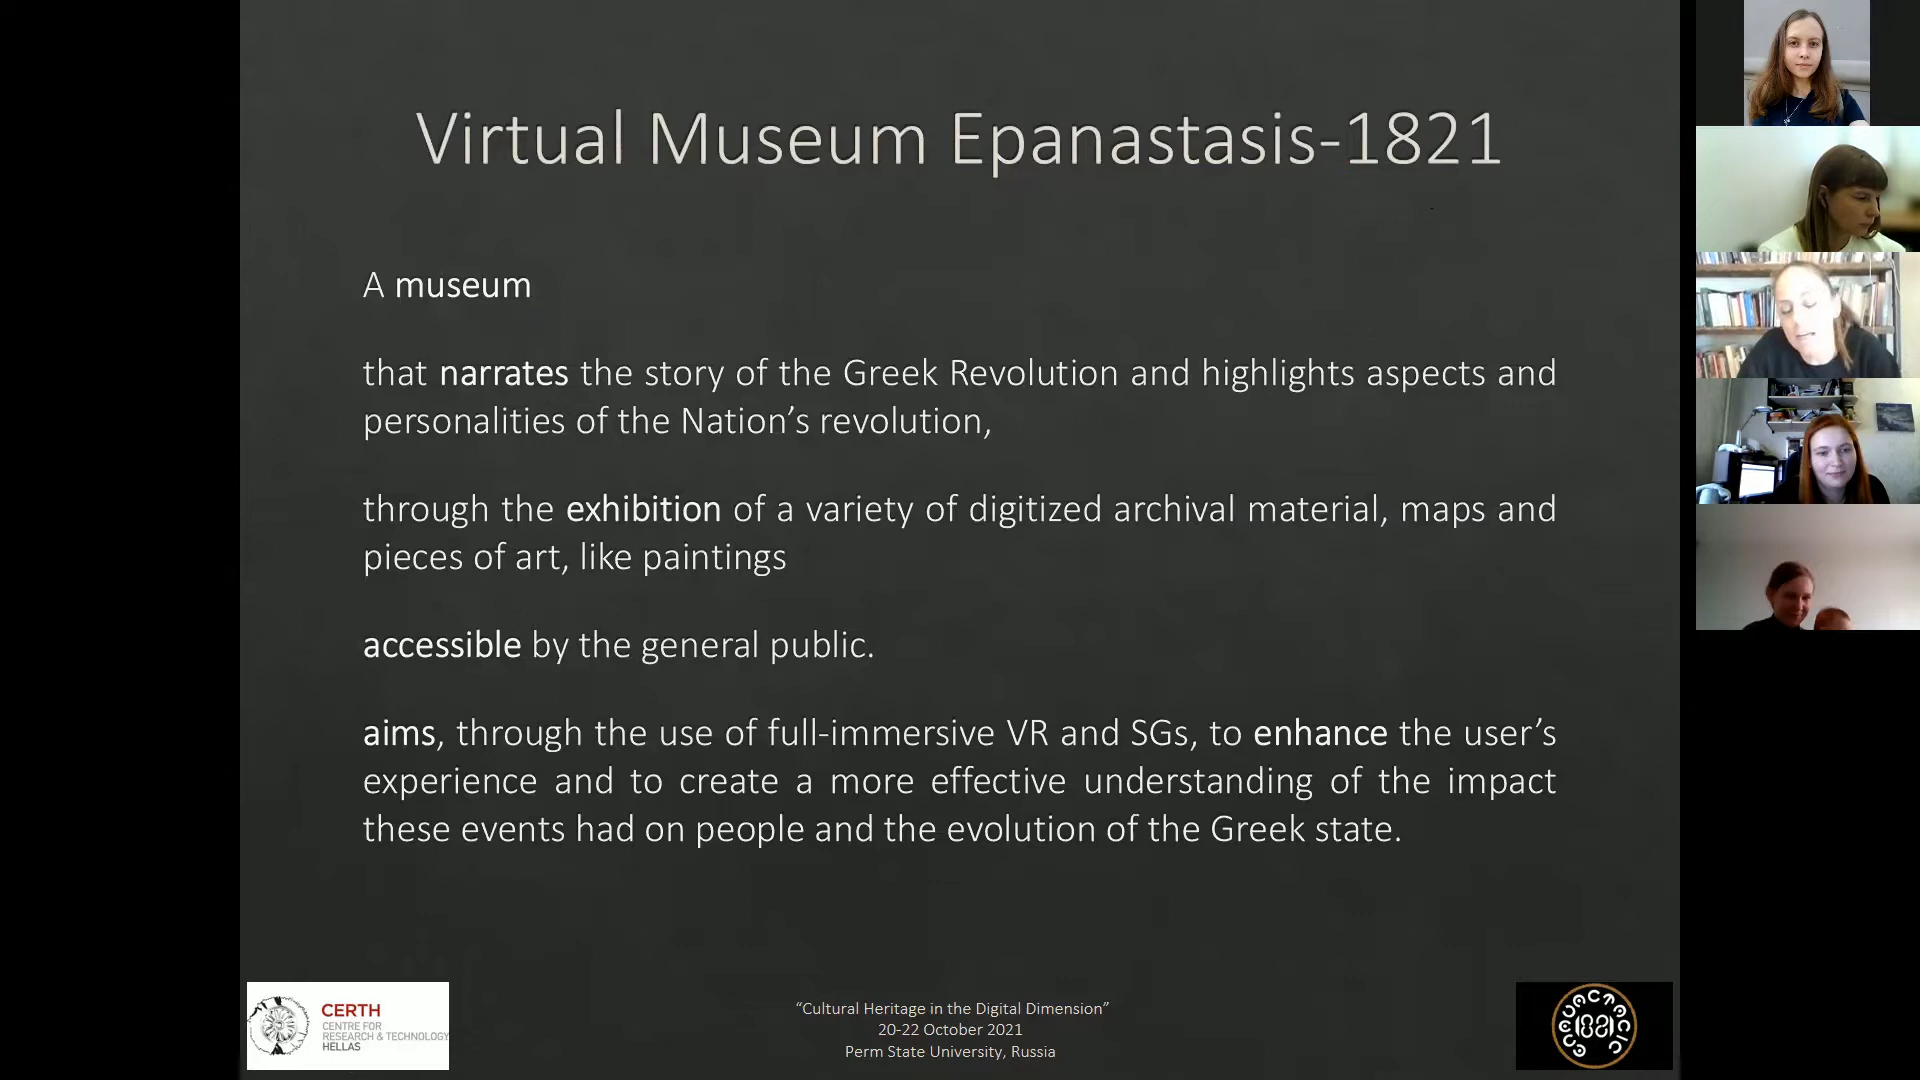 Virtual Museum Epanastasis-1821
A museum
that narrates the story of the Greek Revolution and highlights aspects and
personalities of the Nation’s revolution,
through the exhibition of a variety of digitized archival material, maps and
pieces of art, like paintings
accessible by the general public.
aims, through the use of full-immersive VR and SGs, to enhance the user’s
experience and to create a more effective understanding of the impact
these events had on people and the evolution of the Greek state.
CERTH
CENTRE FOR
RESEARCH & TECHNOLOGY
HELLAS
“Cultural Heritage in the Digital Dimension”
20-22 October 2021
Perm State University, Russia